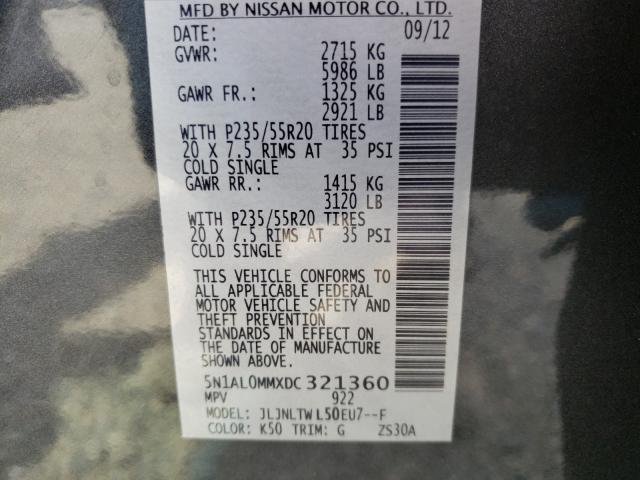 MFD BY NISSAN MOTOR CO., LTD.
DATE: 09/12
GVWR: 2715 KG
5986 LB
GAWR FR.: 1325 KG
2921 LB
WITH P235/55R20 TIRES
20 X 7.5 RIMS AT 35 PSI
COLD SINGLE
GAWR RR.: 1415 KG
3120 LB
WITH P235/55R20 TIRES
20 X 7.5 RIMS AT 35 PSI
COLD SINGLE
THIS VEHICLE CONFORMS TO
ALL APPLICABLE FEDERAL
MOTOR VEHICLE SAFETY AND
THEFT PREVENTION
STANDARDS IN EFFECT ON
THE DATE OF MANUFACTURE
SHOWN ABOVE.
5N1AL0MMXDC321360
MPV 922
MODEL: JLJNLTWL50EU7--F
COLOR: K50 TRIM: G ZS30A